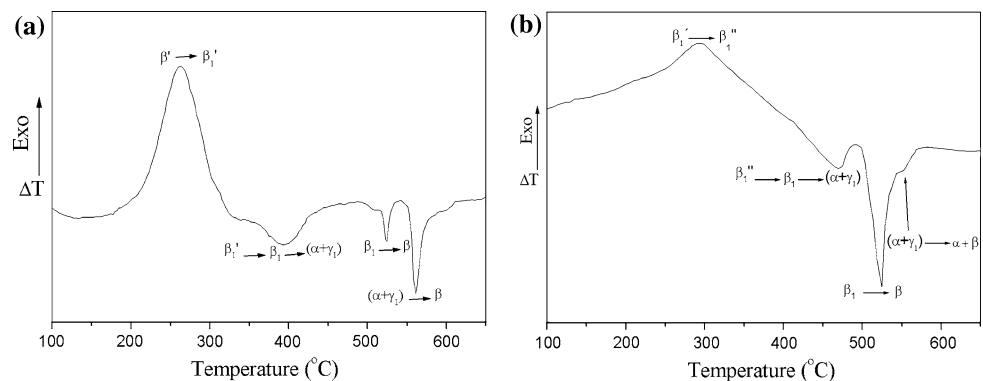 (a)
β' → β₁'
Exo
ΔT
β₁' → β₁ → (α+γ₁)
β₁ → β
(α+γ₁) → β
100 200 300 400 500 600
Temperature (°C)
(b)
β₁' → β₁"
Exo
ΔT
β₁" → β₁ → (α+γ₁)
(α+γ₁) → α+β
β₁ → β
100 200 300 400 500 600
Temperature (°C)